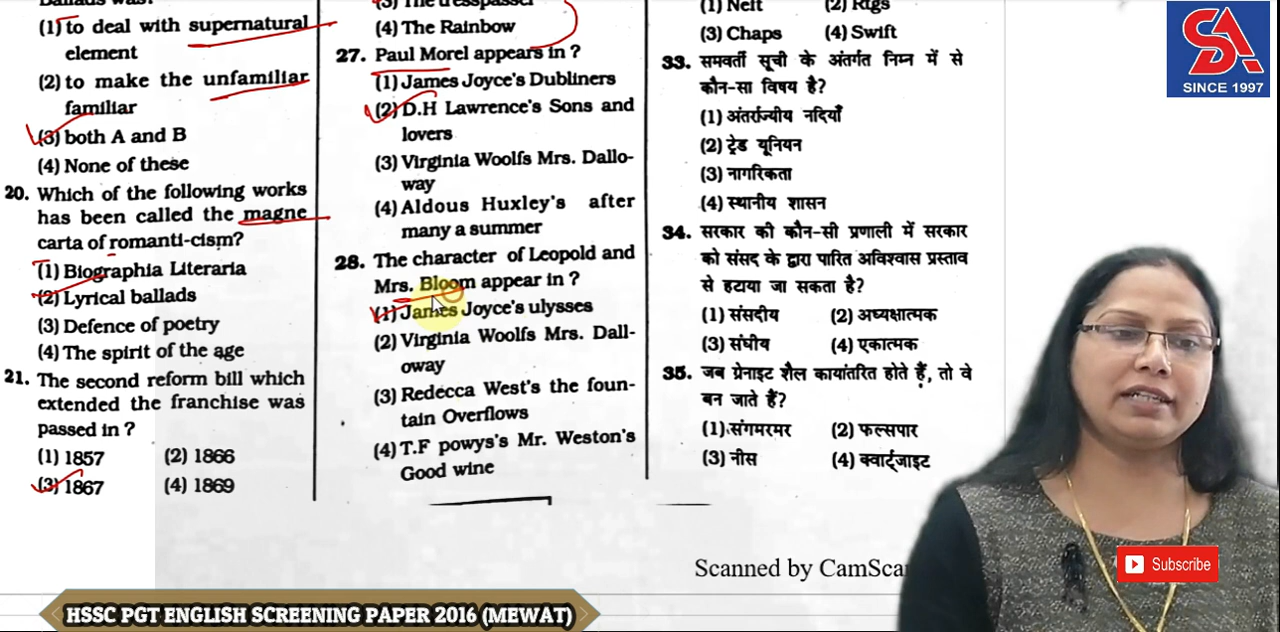 (1) to deal with supernatural
element
(2) to make the unfamiliar
familiar
(3) both A and B
(4) None of these
20. Which of the following works
has been called the magne
carta of romanti-cism?
(1) Biographia Literaria
(2) Lyrical ballads
(3) Defence of poetry
(4) The spirit of the age
21. The second reform bill which
extended the franchise was
passed in ?
(1) 1857 (2) 1866
(3) 1867 (4) 1869
(4) The Rainbow
27. Paul Morel appears in ?
(1) James Joyce's Dubliners
(2) D.H Lawrence's Sons and
lovers
(3) Virginia Woolfs Mrs. Dallo-
way
(4) Aldous Huxley's after
many a summer
28. The character of Leopold and
Mrs. Bloom appear in ?
(1) James Joyce's ulysses
(2) Virginia Woolfs Mrs. Dall-
oway
(3) Redecca West's the foun-
tain Overflows
(4) T.F powys's Mr. Weston's
Good wine
(3) Chaps (4) Swift
33. समवर्ती सूची के अंतर्गत निम्न में से
कौन-सा विषय है?
(1) अंतर्राज्यीय नदियाँ
(2) ट्रेड यूनियन
(3) नागरिकता
(4) स्थानीय शासन
34. सरकार की कौन-सी प्रणाली में सरकार
को संसद के द्वारा पारित अविश्वास प्रस्ताव
से हटाया जा सकता है?
(1) संसदीय (2) अध्यक्षात्मक
(3) संघीय (4) एकात्मक
35. जब ग्रेनाइट शैल कायांतरित होते हैं, तो वे
बन जाते हैं?
(1) संगमरमर (2) फल्सपार
(3) नीस (4) क्वार्ट्जाइट
Scanned by
SA
SINCE 1997
Subscribe
HSSC PGT ENGLISH SCREENING PAPER 2016 (MEWAT)